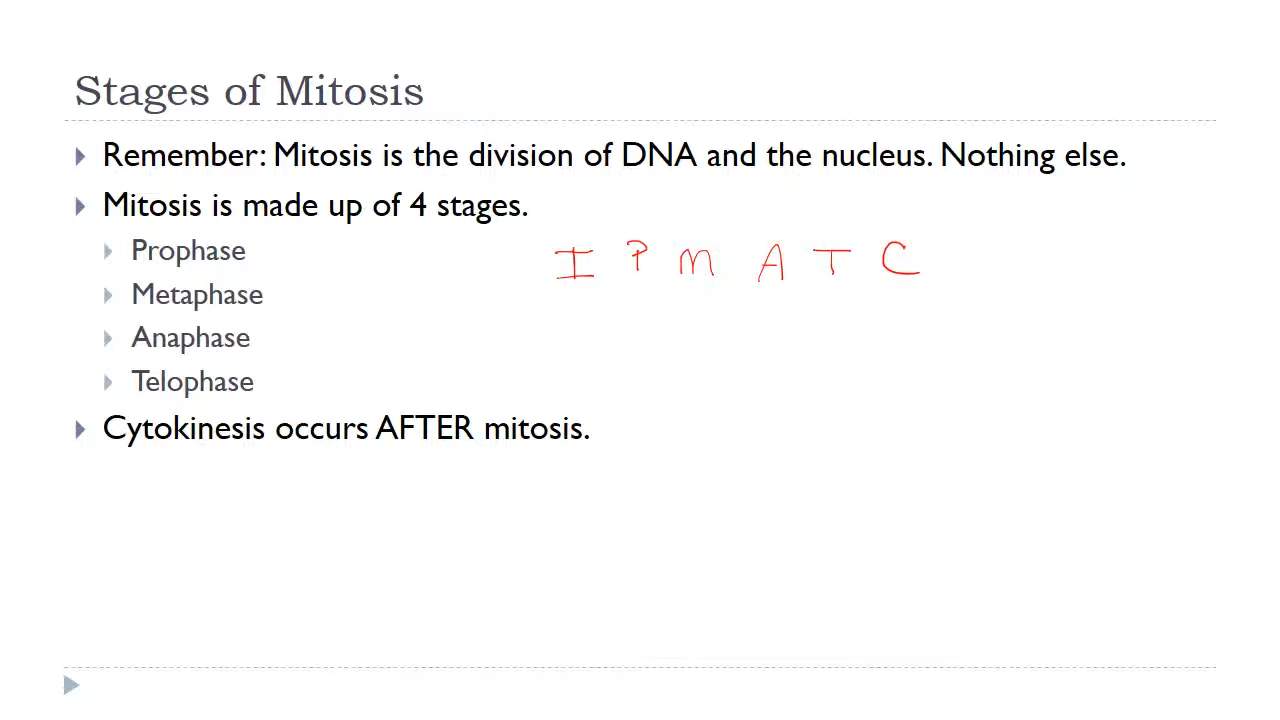 Stages of Mitosis
Remember: Mitosis is the division of DNA and the nucleus. Nothing else.
Mitosis is made up of 4 stages.
Prophase
I P M A T C
Metaphase
Anaphase
Telophase
Cytokinesis occurs AFTER mitosis.